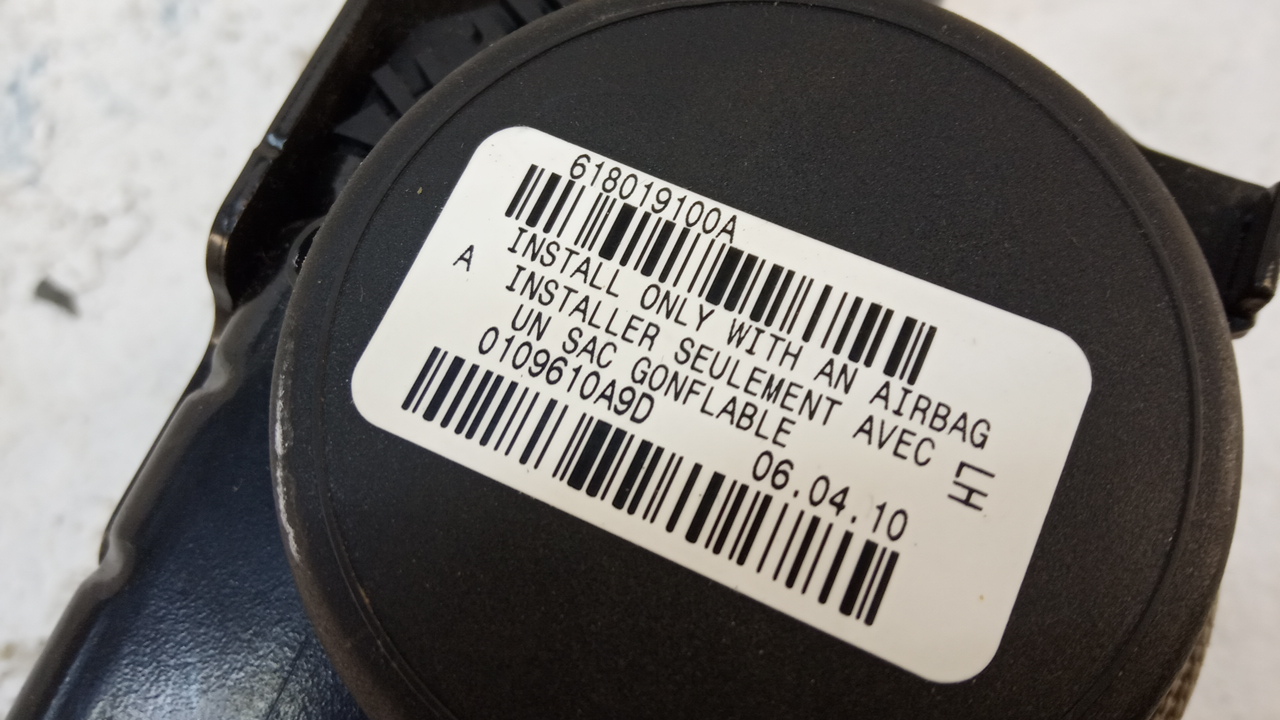 618019100A
INSTALL ONLY WITH AN AIRBAG
A INSTALLER SEULEMENT AVEC
UN SAC GONFLABLE
LH
0109610A9D
06.04.10